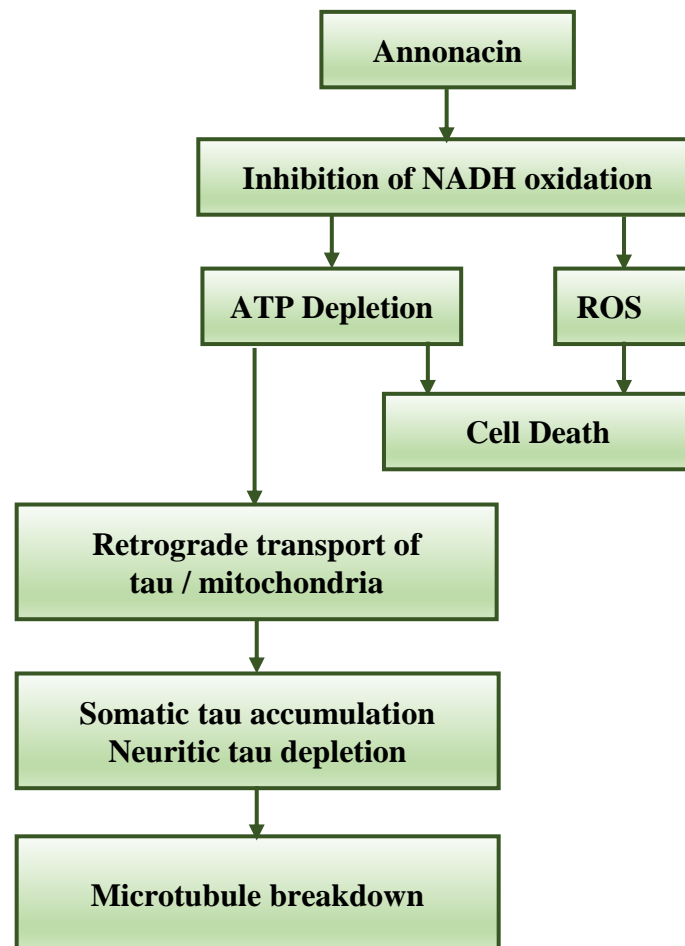 Annonacin
Inhibition of NADH oxidation
ATP Depletion
ROS
Cell Death
Retrograde transport of
tau / mitochondria
Somatic tau accumulation
Neuritic tau depletion
Microtubule breakdown